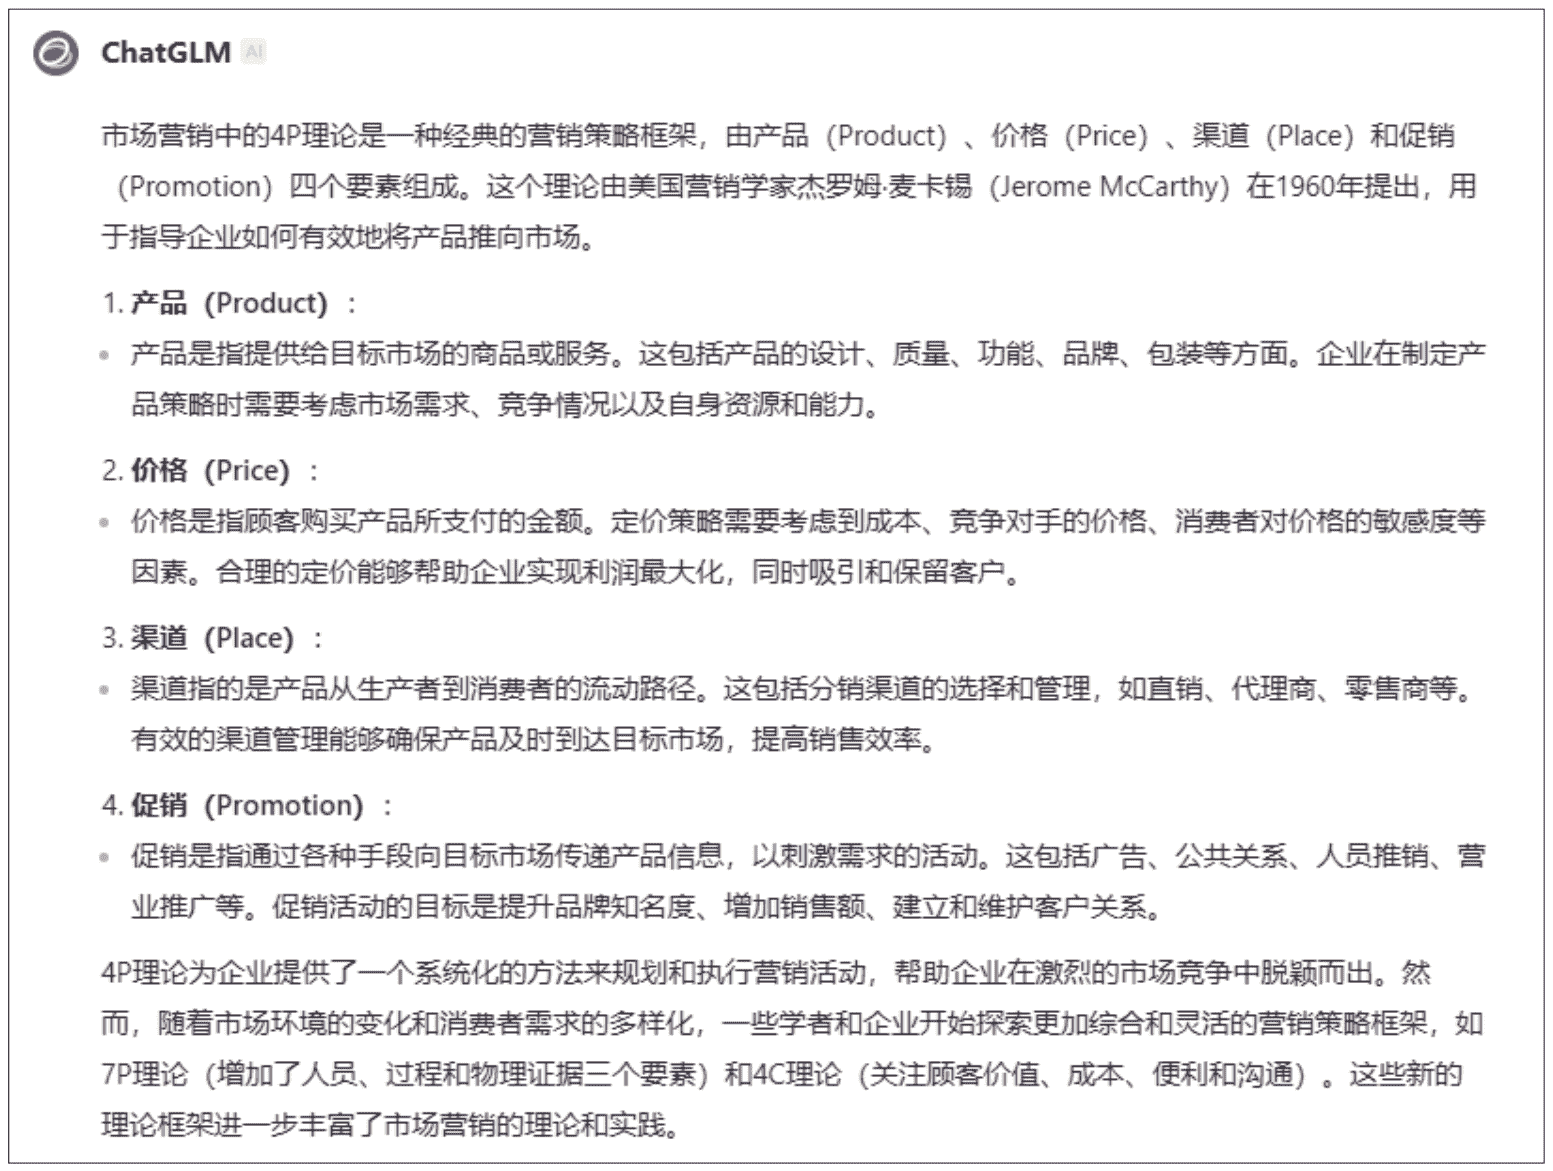 ChatGLM AI
市场营销中的4P理论是一种经典的营销策略框架，由产品（Product）、价格（Price）、渠道（Place）和促销
（Promotion）四个要素组成。这个理论由美国营销学家杰罗姆·麦卡锡（Jerome McCarthy）在1960年提出，用
于指导企业如何有效地将产品推向市场。
1. 产品（Product）：
• 产品是指提供给目标市场的商品或服务。这包括产品的设计、质量、功能、品牌、包装等方面。企业在制定产
品策略时需要考虑市场需求、竞争情况以及自身资源和能力。
2. 价格（Price）：
• 价格是指顾客购买产品所支付的金额。定价策略需要考虑到成本、竞争对手的价格、消费者对价格的敏感度等
因素。合理的定价能够帮助企业实现利润最大化，同时吸引和保留客户。
3. 渠道（Place）：
• 渠道指的是产品从生产者到消费者的流动路径。这包括分销渠道的选择和管理，如直销、代理商、零售商等。
有效的渠道管理能够确保产品及时到达目标市场，提高销售效率。
4. 促销（Promotion）：
• 促销是指通过各种手段向目标市场传递产品信息，以刺激需求的活动。这包括广告、公共关系、人员推销、营
业推广等。促销活动的目标是提升品牌知名度、增加销售额、建立和维护客户关系。
4P理论为企业提供了一个系统化的方法来规划和执行营销活动，帮助企业在激烈的市场竞争中脱颖而出。然
而，随着市场环境的变化和消费者需求的多样化，一些学者和企业开始探索更加综合和灵活的营销策略框架，如
7P理论（增加了人员、过程和物理证据三个要素）和4C理论（关注顾客价值、成本、便利和沟通）。这些新的
理论框架进一步丰富了市场营销的理论和实践。